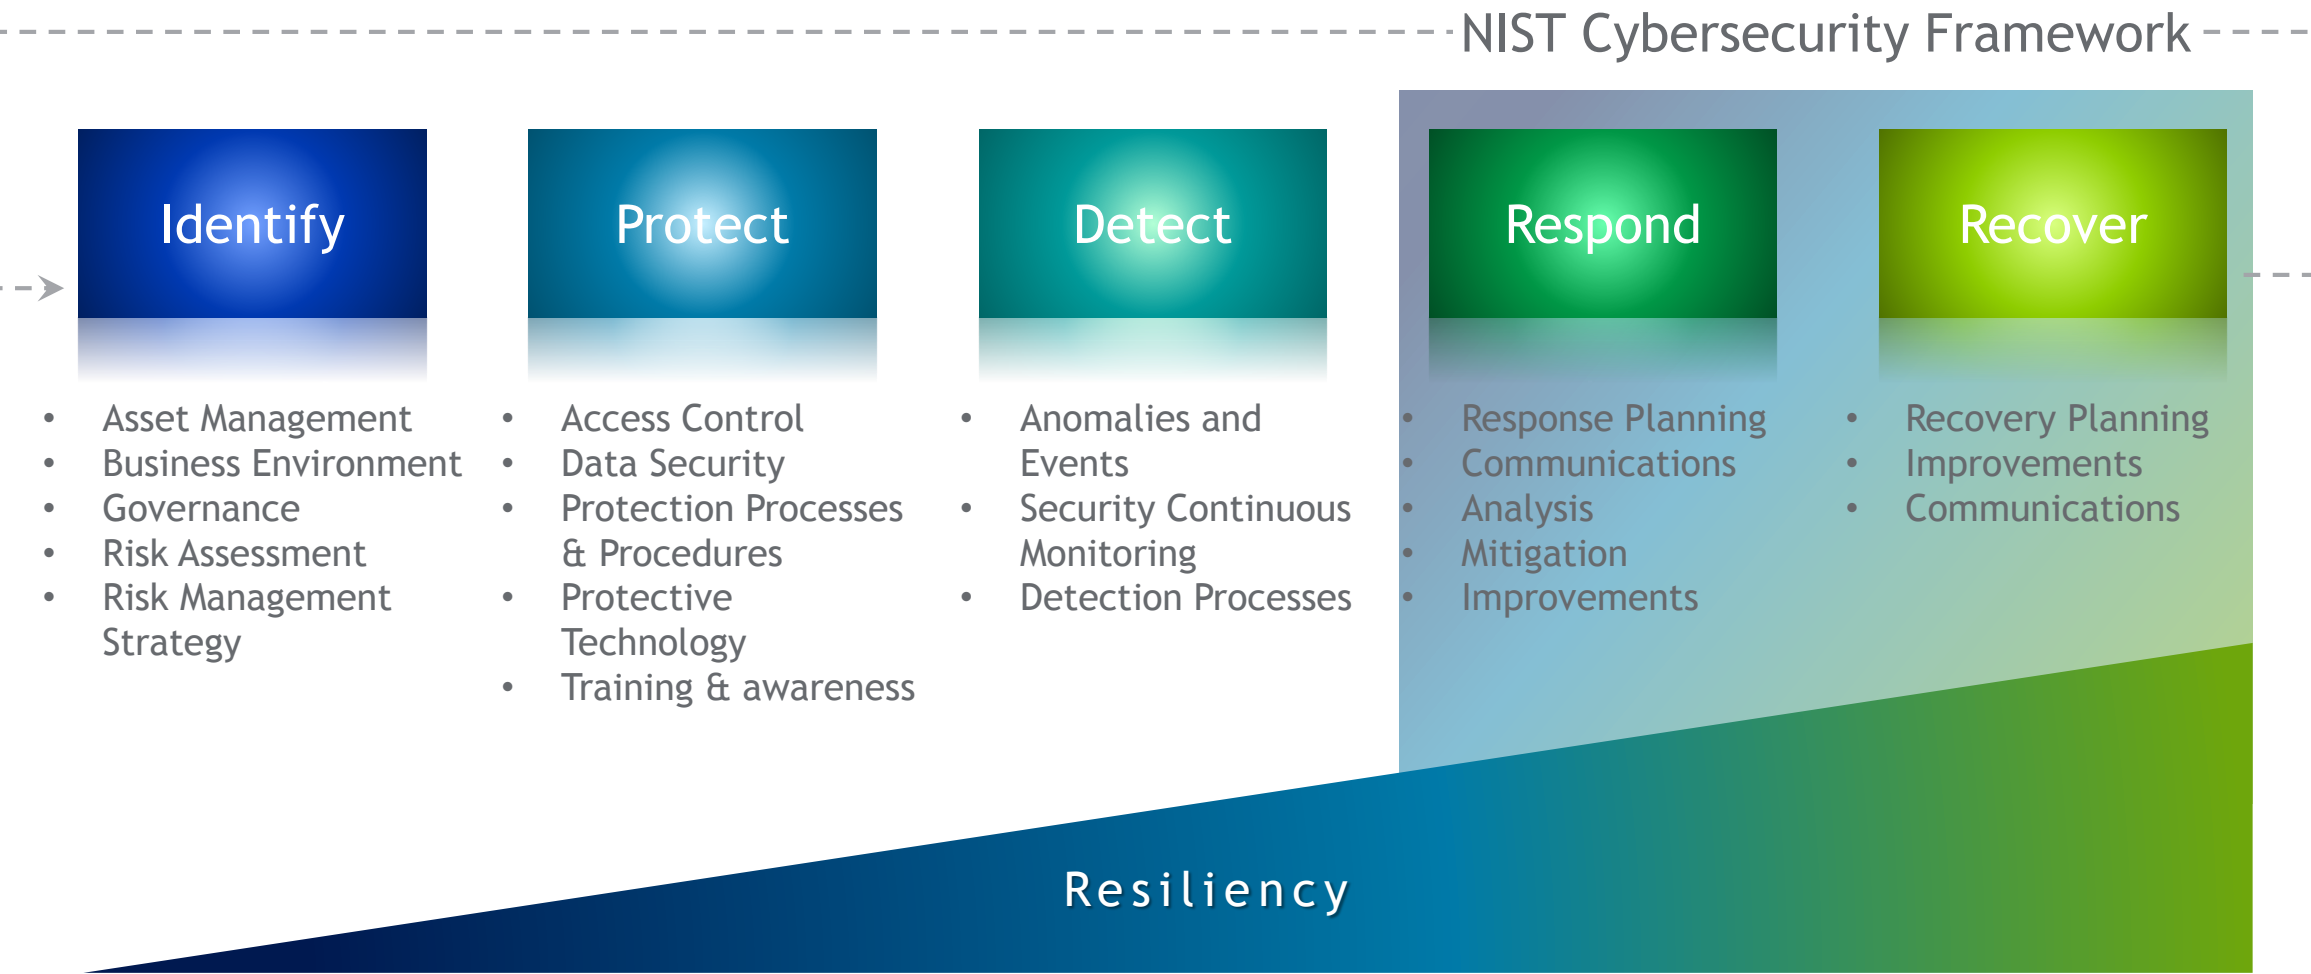 NIST Cybersecurity Framework
Identify
Protect
Detect
Respond
Recover
• Asset Management
• Business Environment
• Governance
• Risk Assessment
• Risk Management
Strategy
• Access Control
• Data Security
• Protection Processes
& Procedures
• Protective
Technology
• Training & awareness
• Anomalies and
Events
• Security Continuous
Monitoring
• Detection Processes
• Response Planning
• Communications
• Analysis
• Mitigation
• Improvements
• Recovery Planning
• Improvements
• Communications
Resiliency